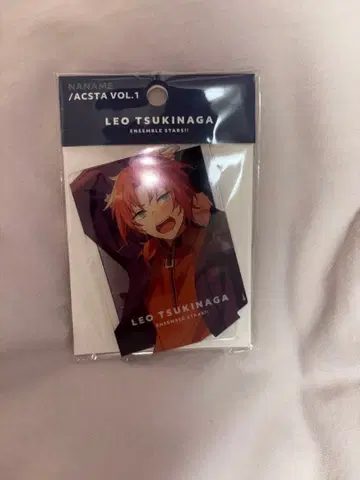 NANAME
/ACSTA VOL.1
LEO TSUKINAGA
ENSEMBLE STARS!!
LEO TSUKINAGA
ENSEMBLE STARS!!